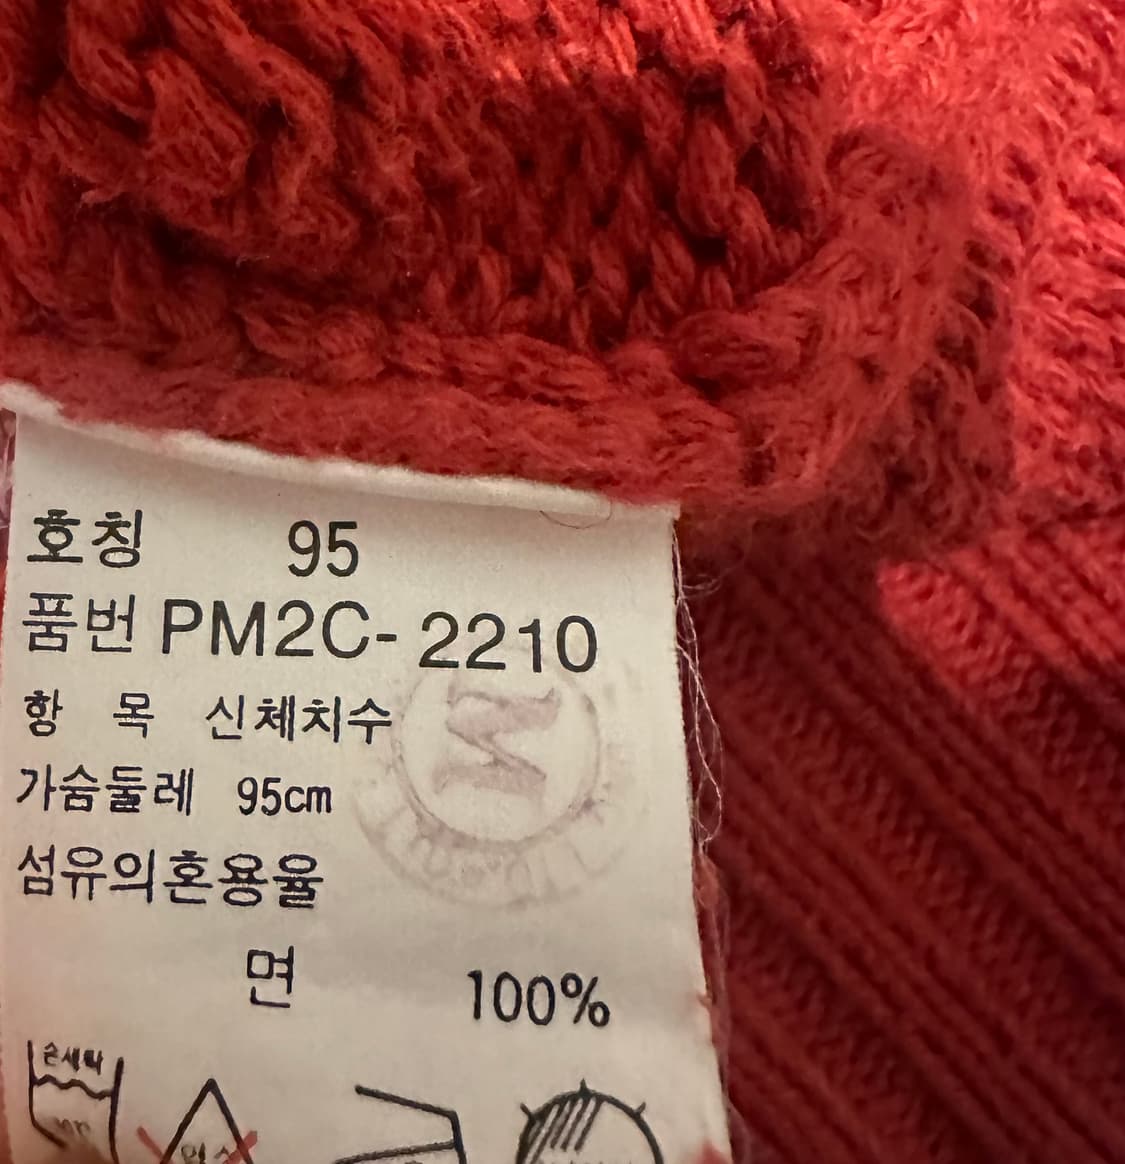 호칭 95
품번 PM2C-2210
항 목 신체치수
가슴둘레 95cm
섬유의혼용율
면 100%
손세탁